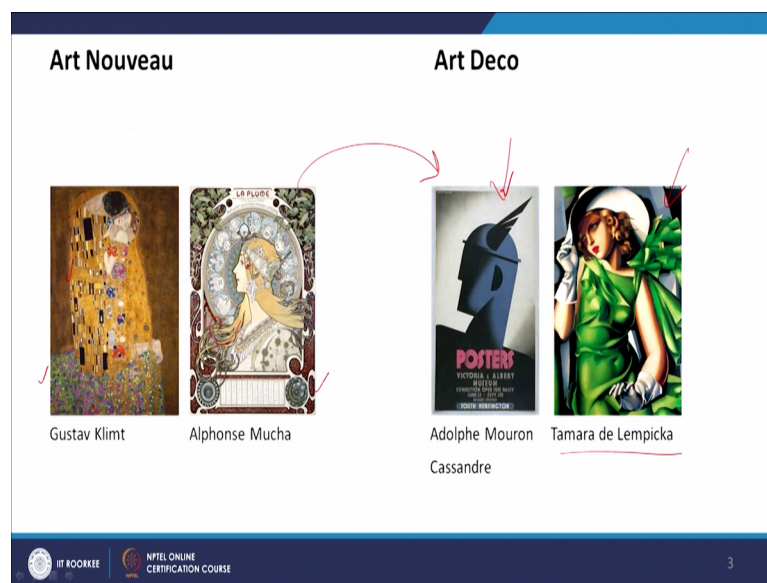 Art Nouveau
Art Deco
LA PLUME
POSTERS
VICTORIA & ALBERT
MUSEUM
SOUTH KENSINGTON
Gustav Klimt
Alphonse Mucha
Adolphe Mouron
Cassandre
Tamara de Lempicka
IIT ROORKEE
NPTEL ONLINE
CERTIFICATION COURSE
3